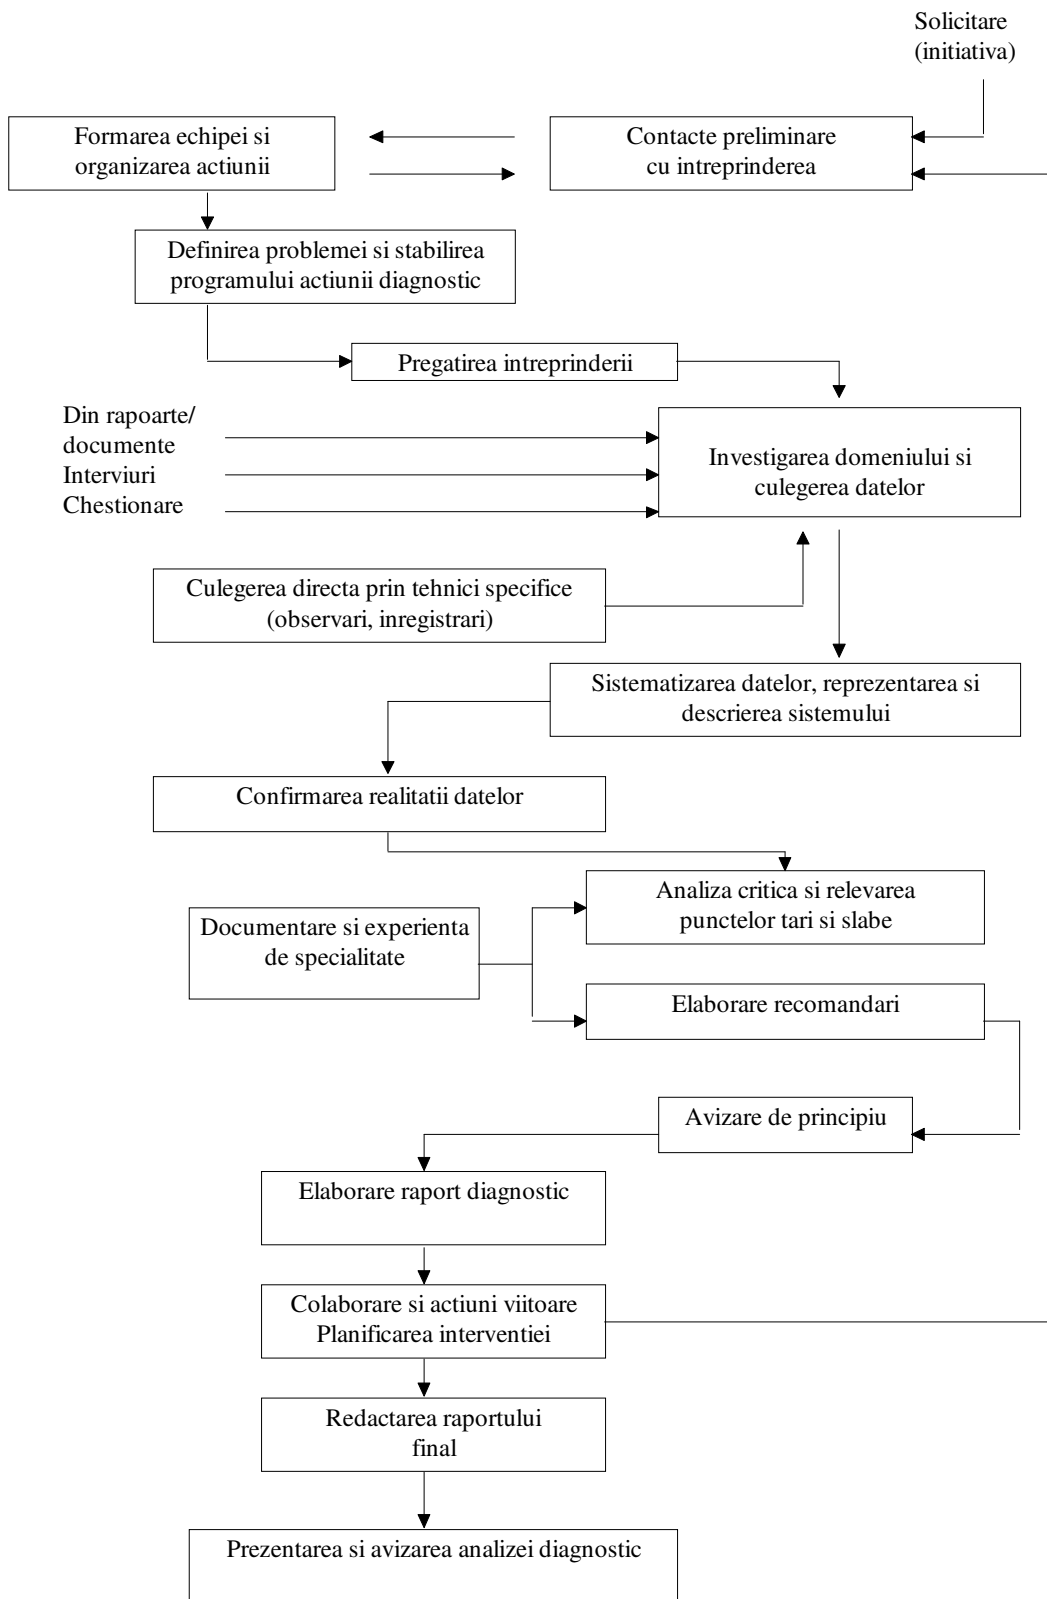 Solicitare
(initiativa)
Formarea echipei si
organizarea actiunii
Contacte preliminare
cu intreprinderea
Definirea problemei si stabilirea
programului actiunii diagnostic
Pregatirea intreprinderii
Din rapoarte/
documente
Interviuri
Chestionare
Investigarea domeniului si
culegerea datelor
Culegerea directa prin tehnici specifice
(observari, inregistrari)
Sistematizarea datelor, reprezentarea si
descrierea sistemului
Confirmarea realitatii datelor
Analiza critica si relevarea
punctelor tari si slabe
Documentare si experienta
de specialitate
Elaborare recomandari
Avizare de principiu
Elaborare raport diagnostic
Colaborare si actiuni viitoare
Planificarea interventiei
Redactarea raportului
final
Prezentarea si avizarea analizei diagnostic